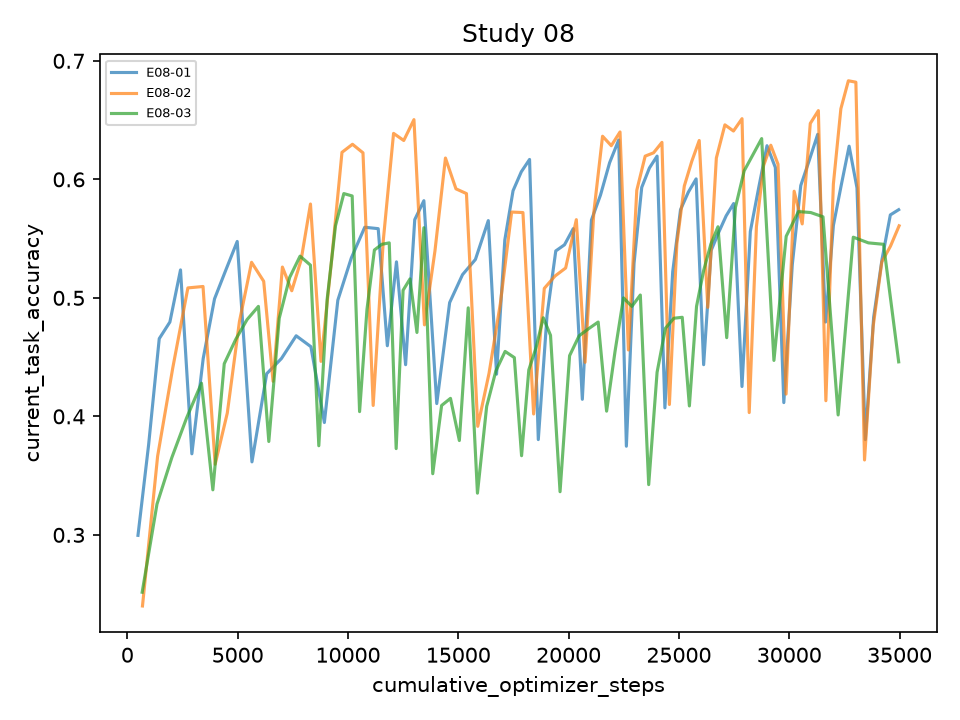 Study 08
E08-01
E08-02
E08-03
current_task_accuracy
0.7
0.6
0.5
0.4
0.3
0 5000 10000 15000 20000 25000 30000 35000
cumulative_optimizer_steps